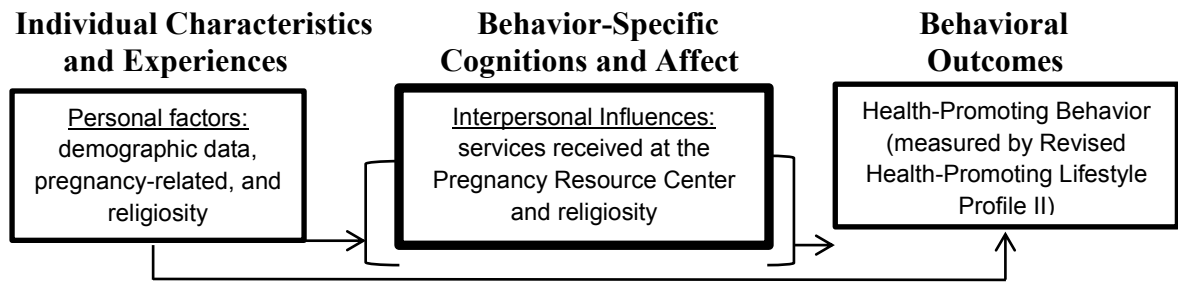 Individual Characteristics
and Experiences
Personal factors:
demographic data,
pregnancy-related, and
religiosity
Behavior-Specific
Cognitions and Affect
Interpersonal Influences:
services received at the
Pregnancy Resource Center
and religiosity
Behavioral
Outcomes
Health-Promoting Behavior
(measured by Revised
Health-Promoting Lifestyle
Profile II)